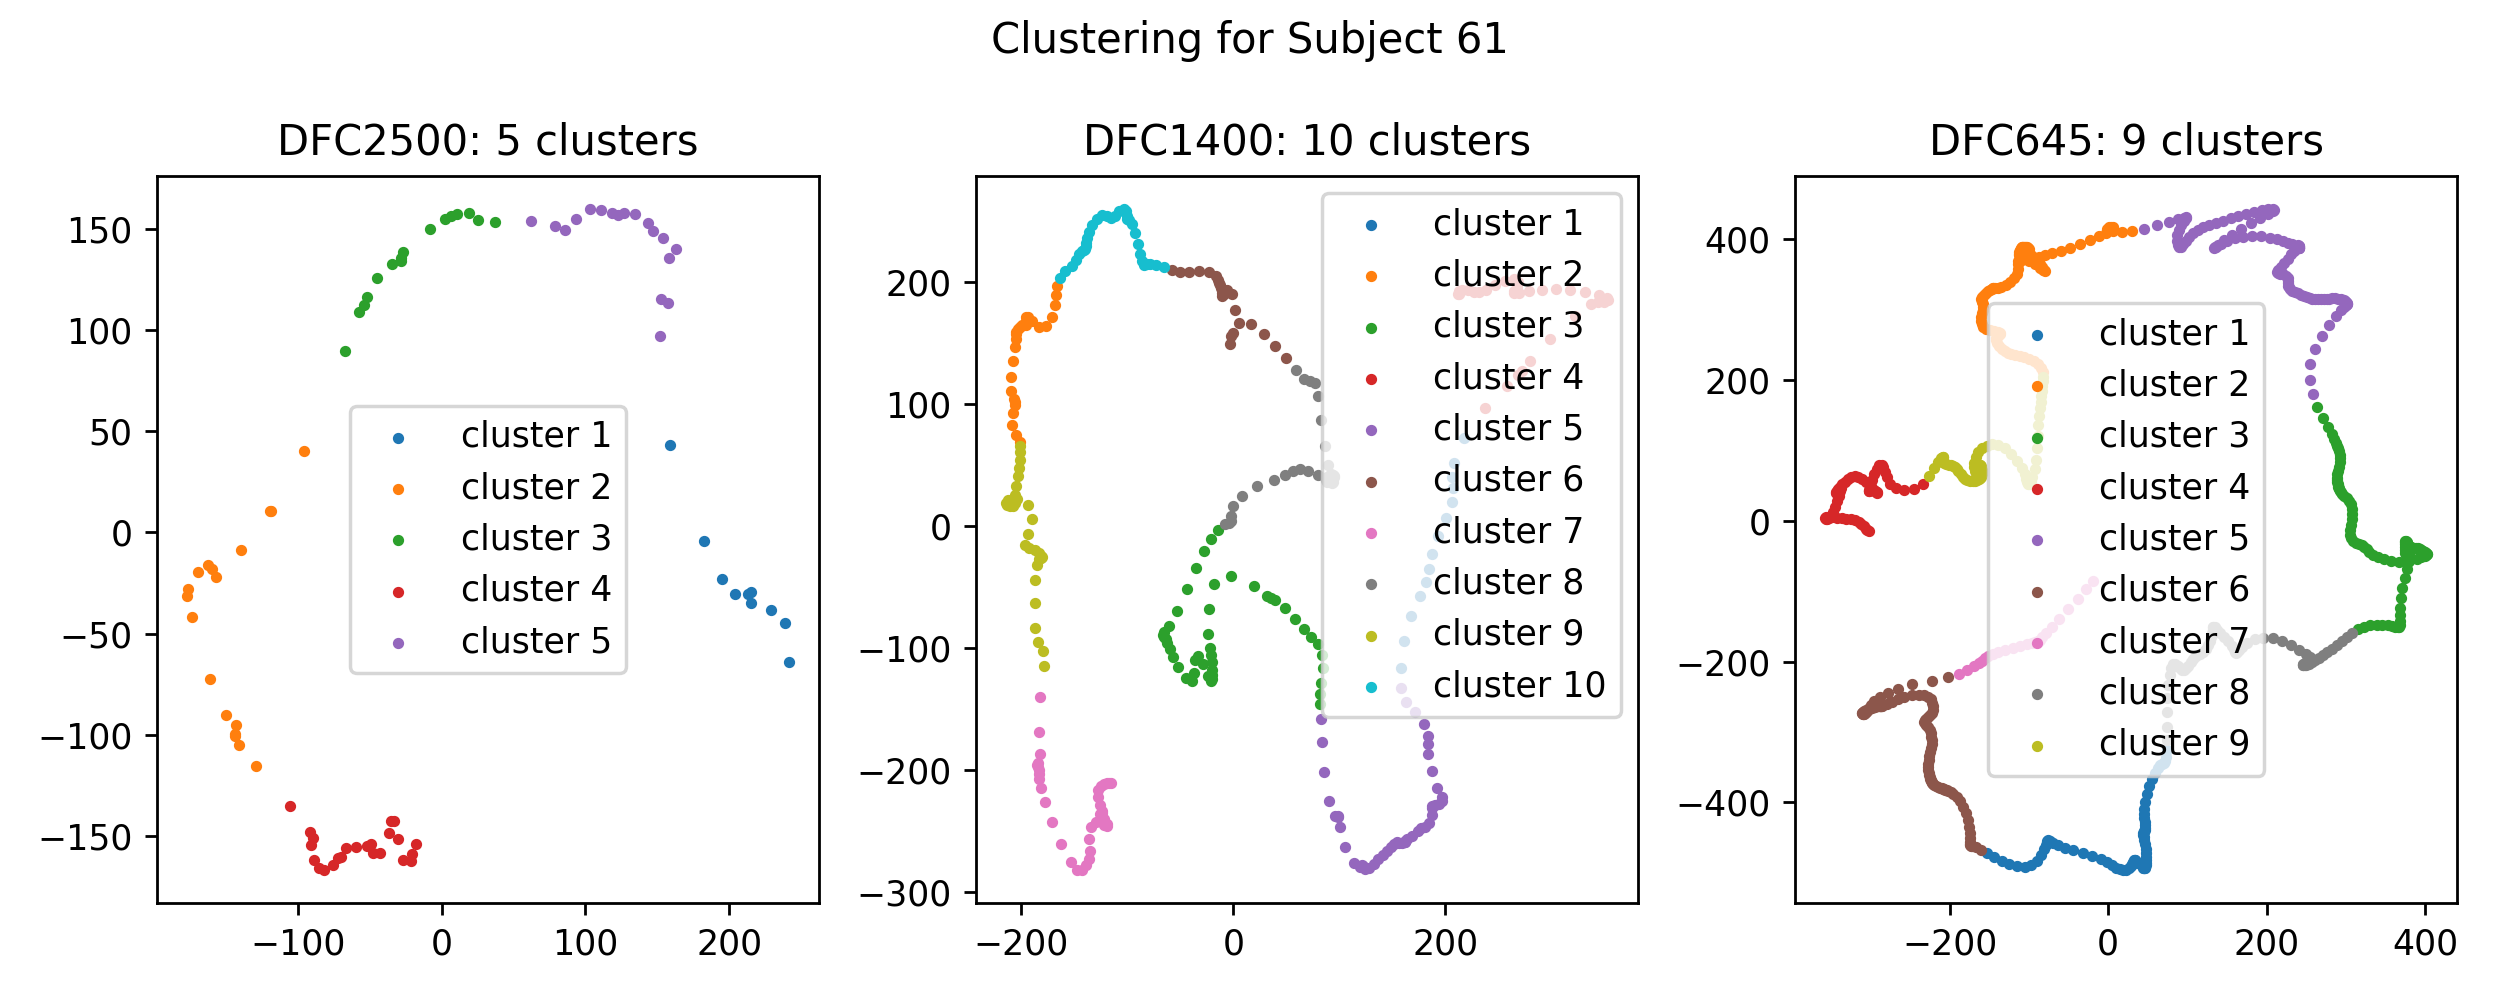 Clustering for Subject 61
DFC2500: 5 clusters
150
100
50
0
−50
−100
−150
−100 0 100 200
cluster 1
cluster 2
cluster 3
cluster 4
cluster 5
DFC1400: 10 clusters
200
100
0
−100
−200
−300
−200 0 200
cluster 1
cluster 2
cluster 3
cluster 4
cluster 5
cluster 6
cluster 7
cluster 8
cluster 9
cluster 10
DFC645: 9 clusters
400
200
0
−200
−400
−200 0 200 400
cluster 1
cluster 2
cluster 3
cluster 4
cluster 5
cluster 6
cluster 7
cluster 8
cluster 9